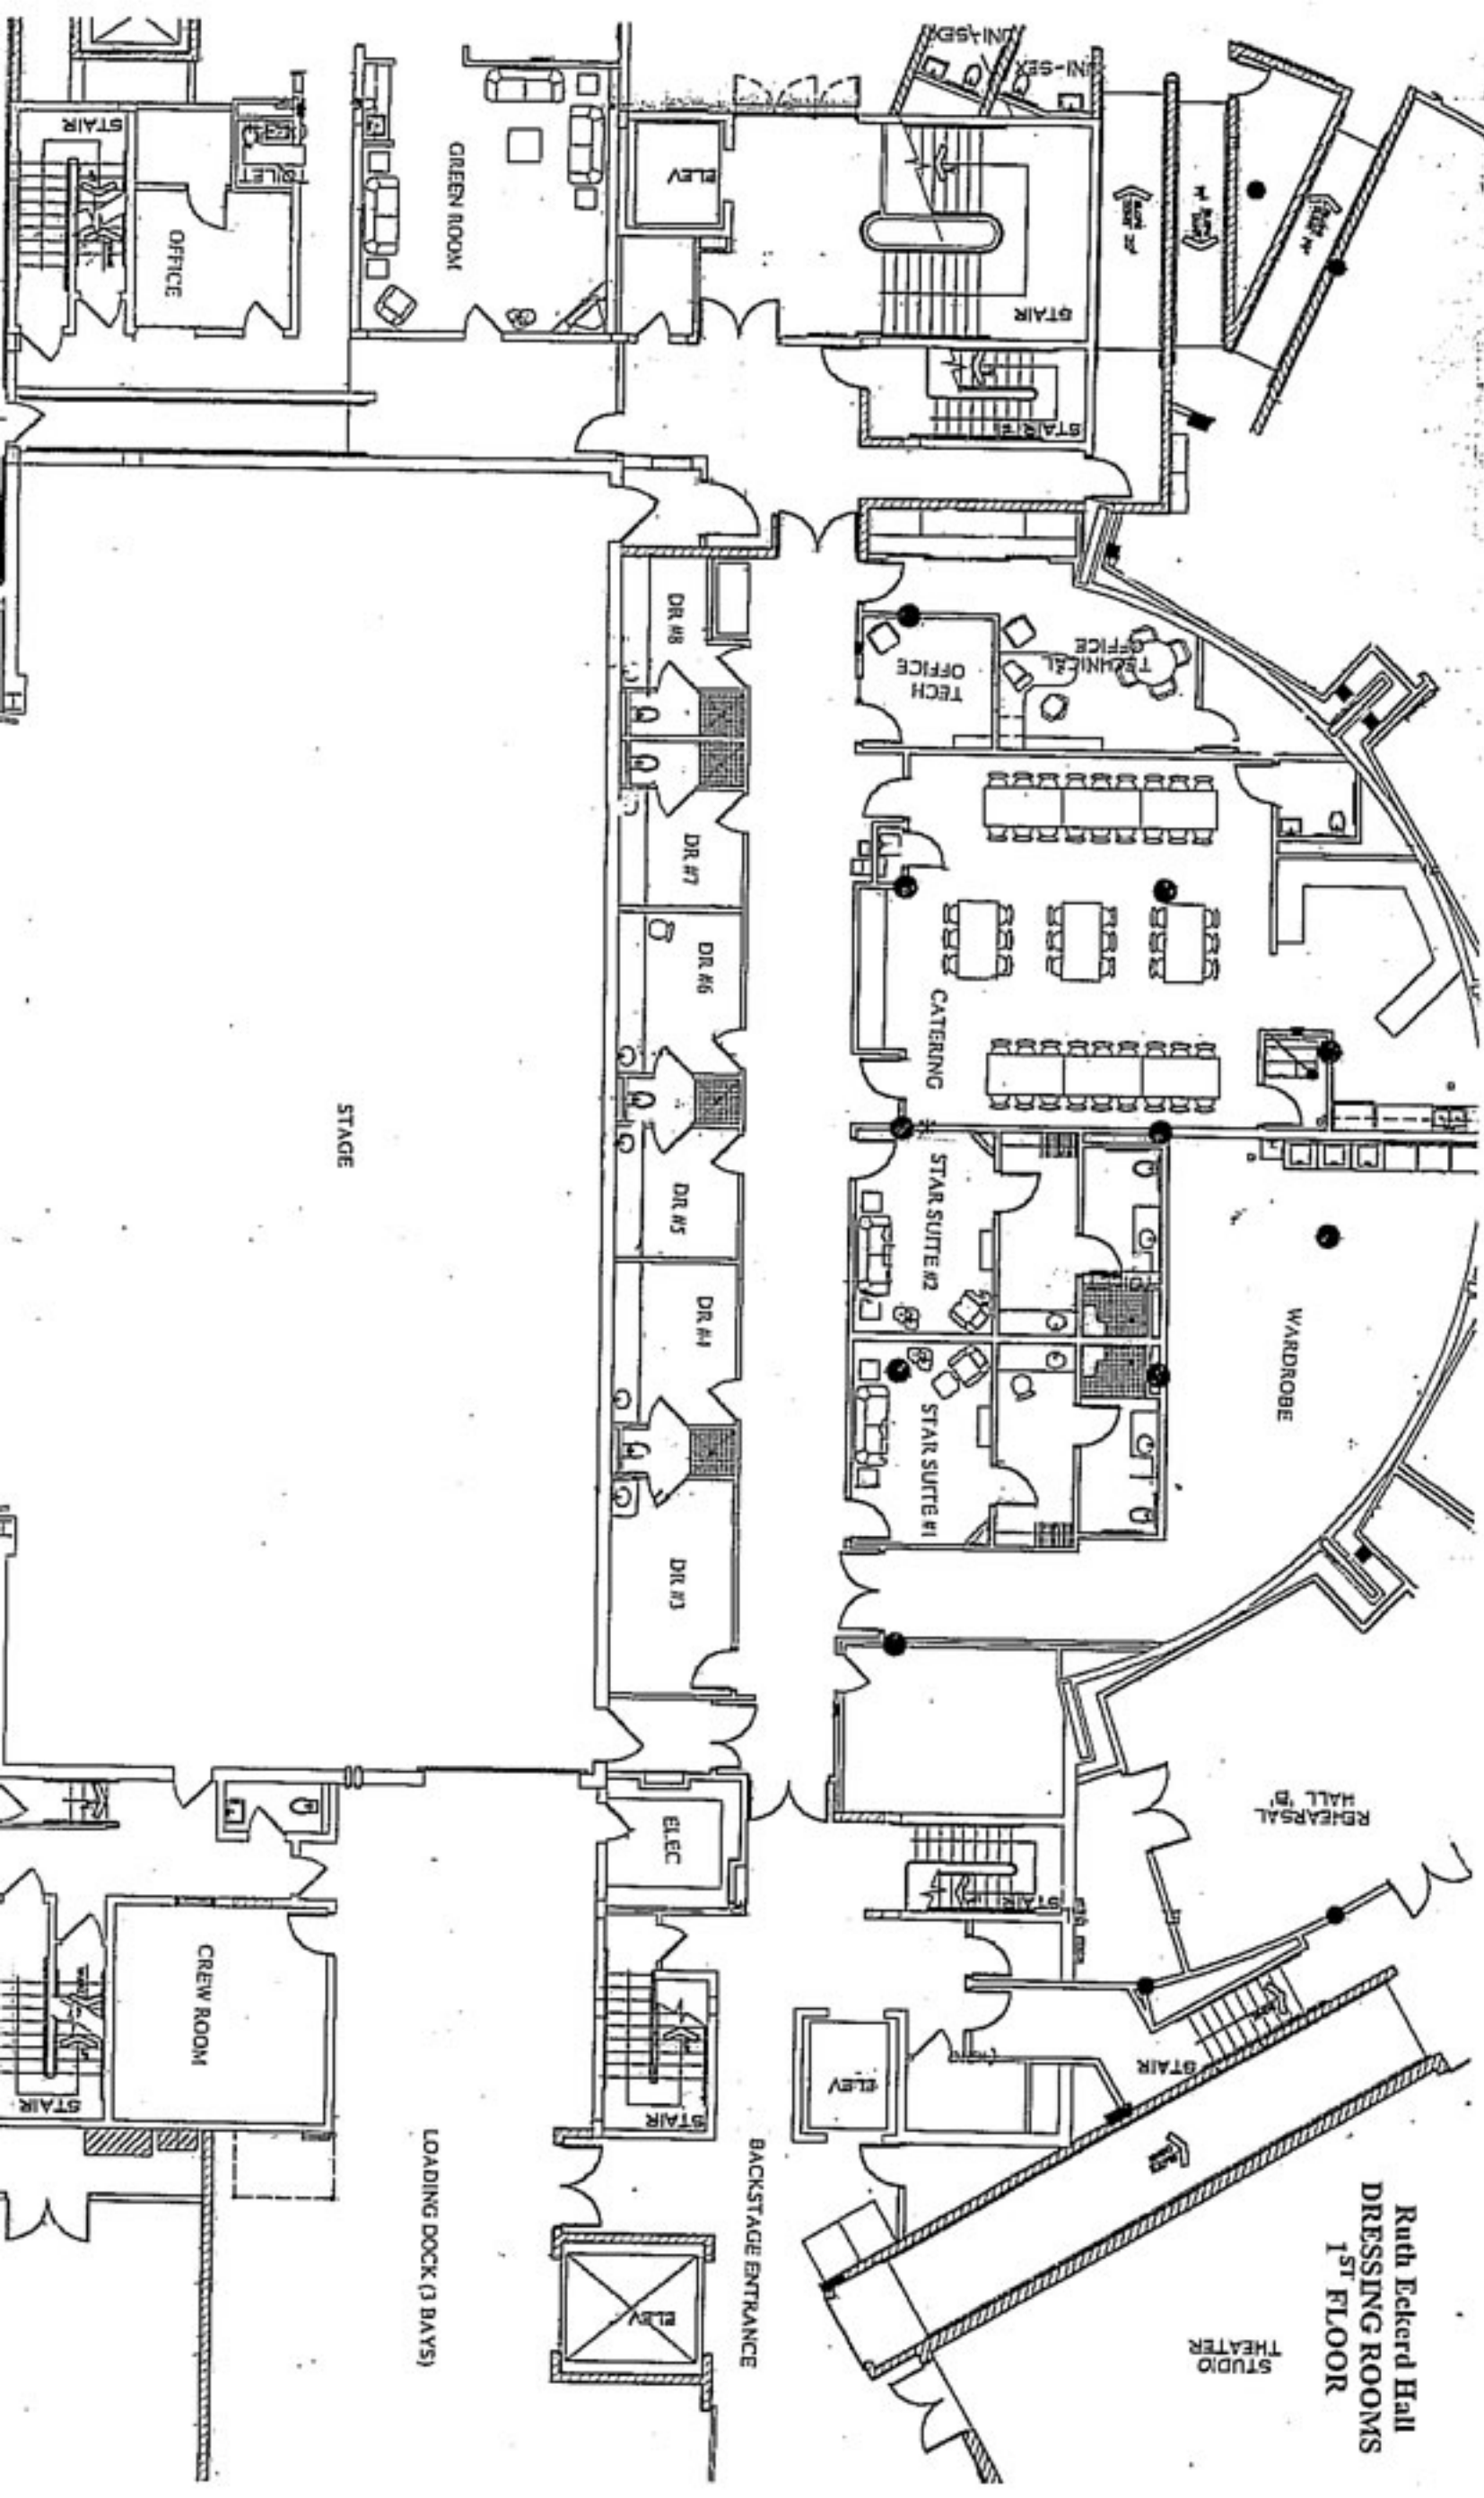 Ruth Eckerd Hall
DRESSING ROOMS
1ST FLOOR
UNI-SEX
UNI-SEX
STAIR
TOILET
OFFICE
GREEN ROOM
ELEV
STAIR
STAIR
DR #8
TECH
OFFICE
TECHNICAL
OFFICE
DR #7
DR #6
CATERING
STAGE
DR #5
STAR SUITE #2
DR #4
STAR SUITE #1
WARDROBE
DR #3
REHEARSAL
HALL 'B'
ELEC
STAIR
CREW ROOM
STAIR
STAIR
ELEV
STAIR
LOADING DOCK (3 BAYS)
BACKSTAGE ENTRANCE
ELEV
STUDIO
THEATER